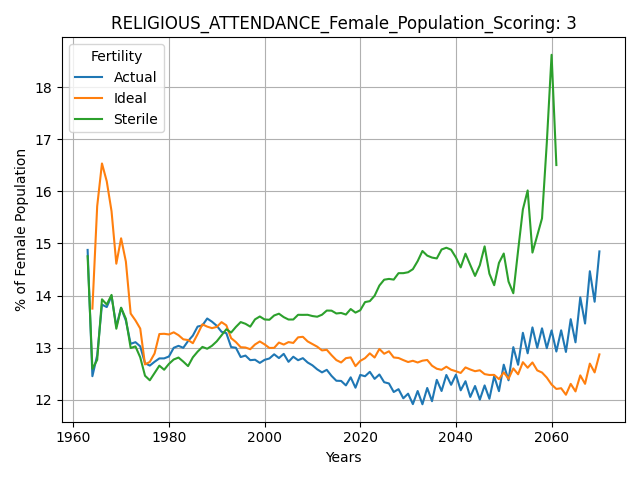 RELIGIOUS_ATTENDANCE_Female_Population_Scoring: 3
Fertility
Actual
Ideal
Sterile
% of Female Population
18
17
16
15
14
13
12
1960 1980 2000 2020 2040 2060
Years